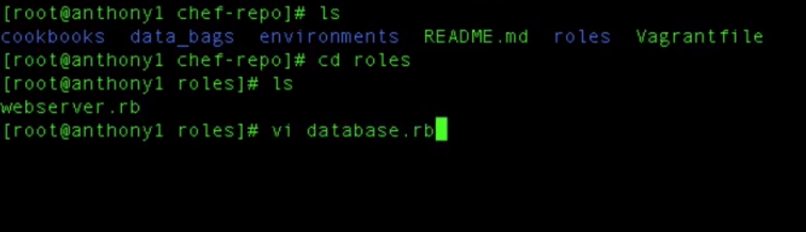 [root@anthony1 chef-repo]# ls
cookbooks data_bags environments README.md roles Vagrantfile
[root@anthony1 chef-repo]# cd roles
[root@anthony1 roles]# ls
webserver.rb
[root@anthony1 roles]# vi database.rb